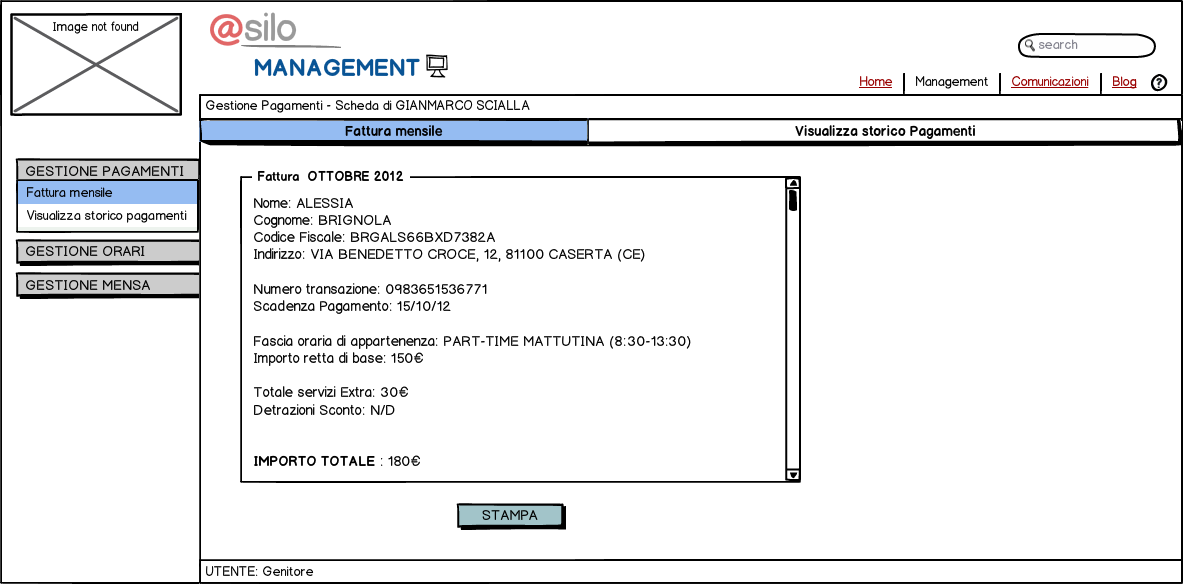 Image not found
@silo
MANAGEMENT
search
Home
Management
Comunicazioni
Blog
?
Gestione Pagamenti - Scheda di GIANMARCO SCIALLA
Fattura mensile
Visualizza storico Pagamenti
GESTIONE PAGAMENTI
Fattura mensile
Visualizza storico pagamenti
GESTIONE ORARI
GESTIONE MENSA
Fattura OTTOBRE 2012
Nome: ALESSIA
Cognome: BRIGNOLA
Codice Fiscale: BRGALS66BXD7382A
Indirizzo: VIA BENEDETTO CROCE, 12, 81100 CASERTA (CE)
Numero transazione: 0983651536771
Scadenza Pagamento: 15/10/12
Fascia oraria di appartenenza: PART-TIME MATTUTINA (8:30-13:30)
Importo retta di base: 150€
Totale servizi Extra: 30€
Detrazioni Sconto: N/D
IMPORTO TOTALE : 180€
STAMPA
UTENTE: Genitore